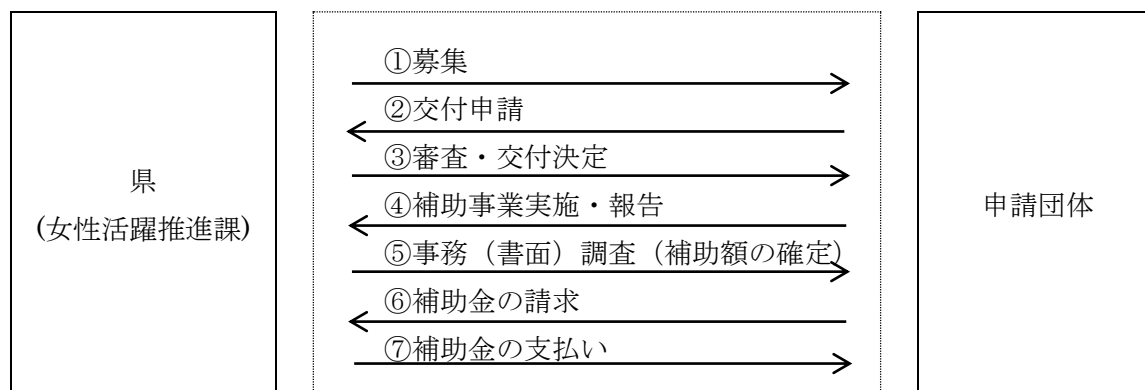 県
(女性活躍推進課)
①募集
②交付申請
③審査・交付決定
④補助事業実施・報告
⑤事務（書面）調査（補助額の確定）
⑥補助金の請求
⑦補助金の支払い
申請団体